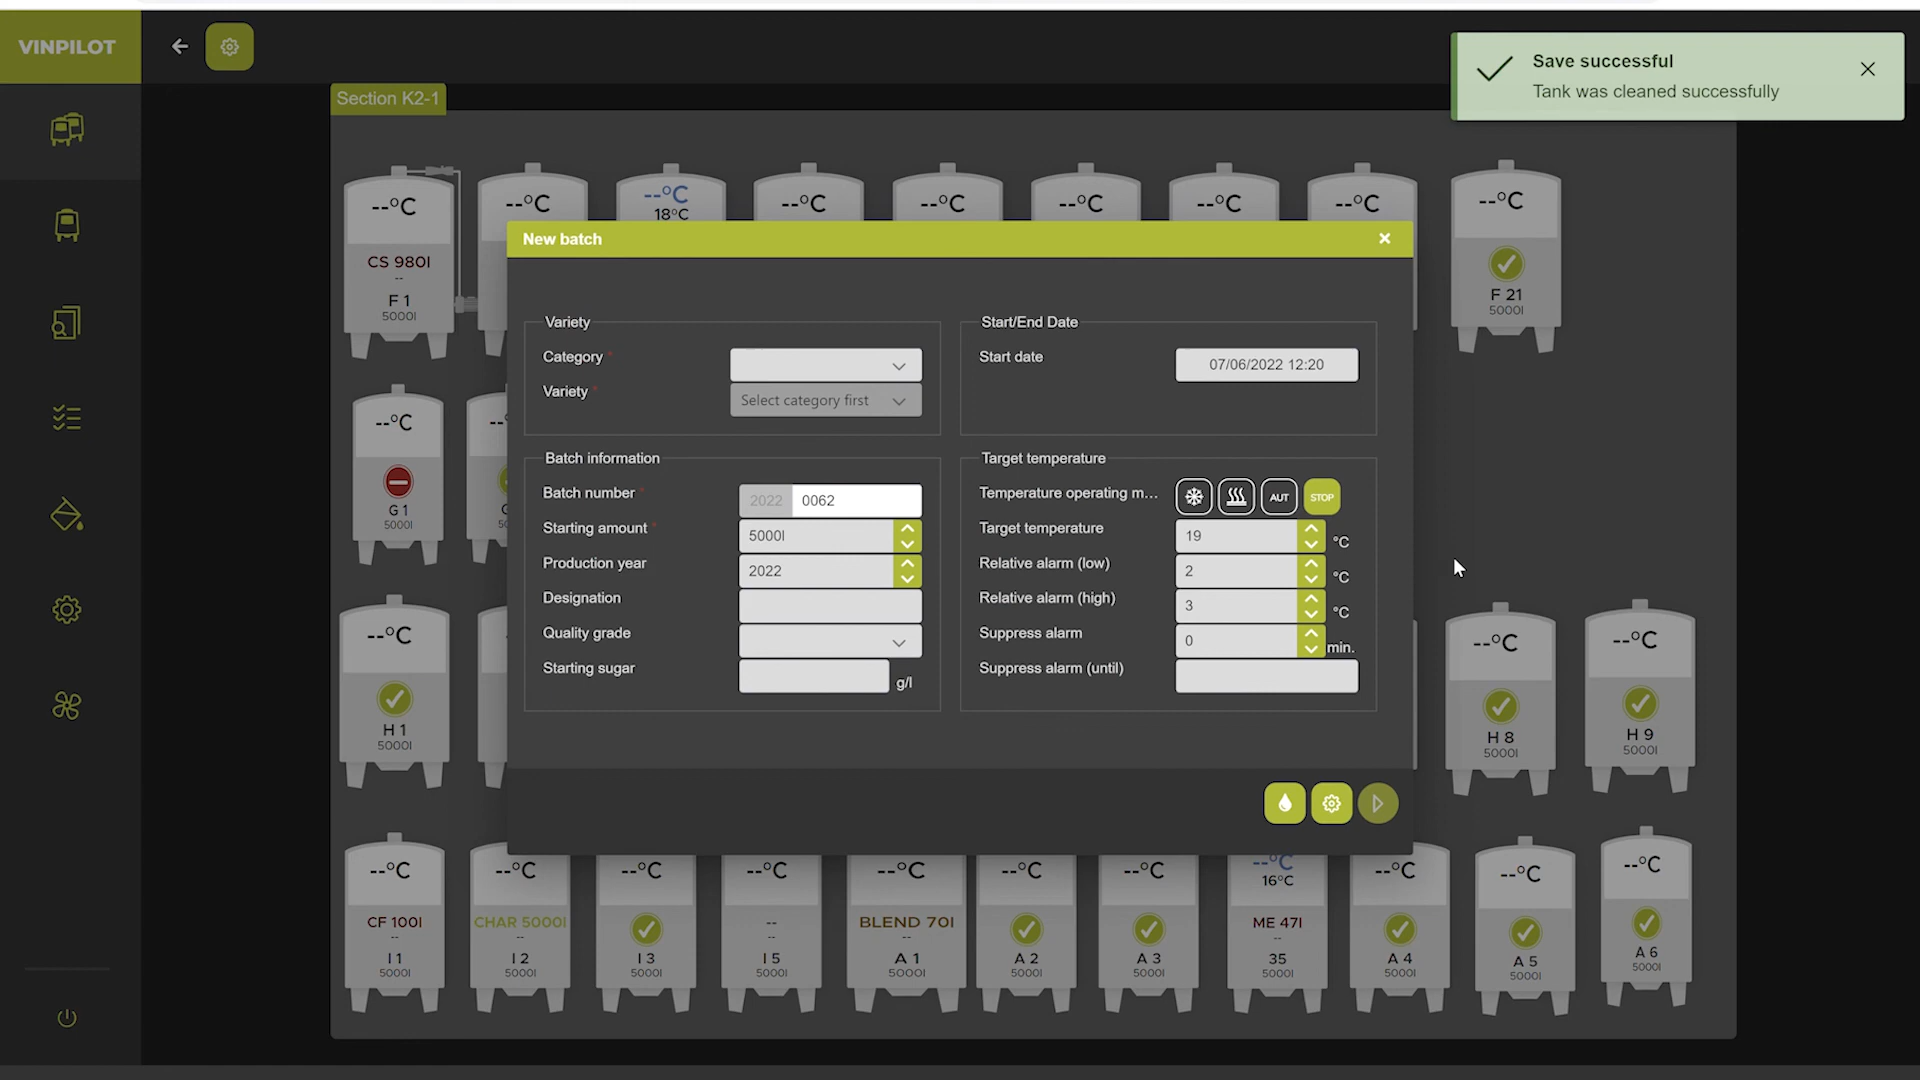 VINPILOT
Save successful
Tank was cleaned successfully
Section K2-1
--°C
--°C
--°C
18°C
--°C
--°C
--°C
--°C
--°C
--°C
CS 980l
--
F 1
5000l
F 21
5000l
New batch
Variety
Category *
Variety *
Select category first
Start/End Date
Start date
07/06/2022 12:20
Batch information
Batch number *
2022
0062
Starting amount *
5000l
Production year
2022
Designation
Quality grade
Starting sugar
g/l
Target temperature
Temperature operating m...
AUT
STOP
Target temperature
19
°C
Relative alarm (low)
2
°C
Relative alarm (high)
3
°C
Suppress alarm
0
min.
Suppress alarm (until)
--°C
G 1
5000l
--°C
H 1
5000l
--°C
H 8
5000l
--°C
H 9
5000l
--°C
CF 100l
--
I 1
5000l
--°C
CHAR 5000l
--
I 2
5000l
--°C
I 3
5000l
--°C
--
--
I 5
5000l
--°C
BLEND 70l
--
A 1
5000l
--°C
A 2
5000l
--°C
A 3
5000l
--°C
16°C
ME 47l
--
35
5000l
--°C
A 4
5000l
--°C
A 5
5000l
--°C
A 6
5000l